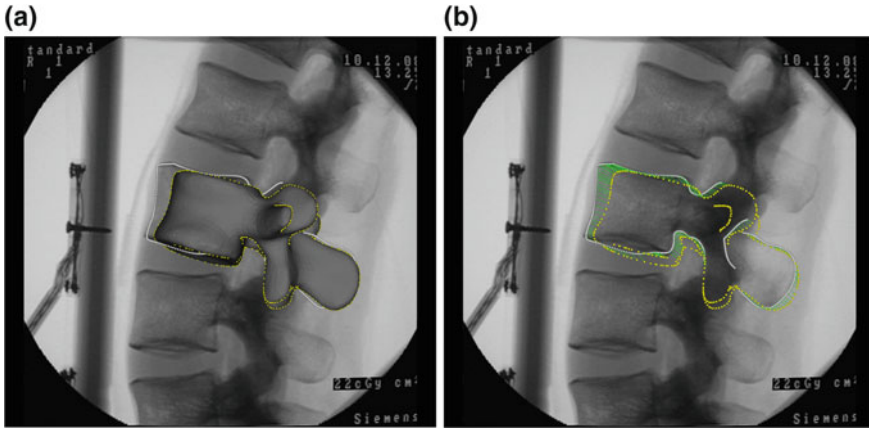 (a)
tandard
R 1
1
10.12.0
13.2
22cGy cm²
Siemens
(b)
tandard
R 1
1
10.12.0
13.2
22cGy cm
Siemens